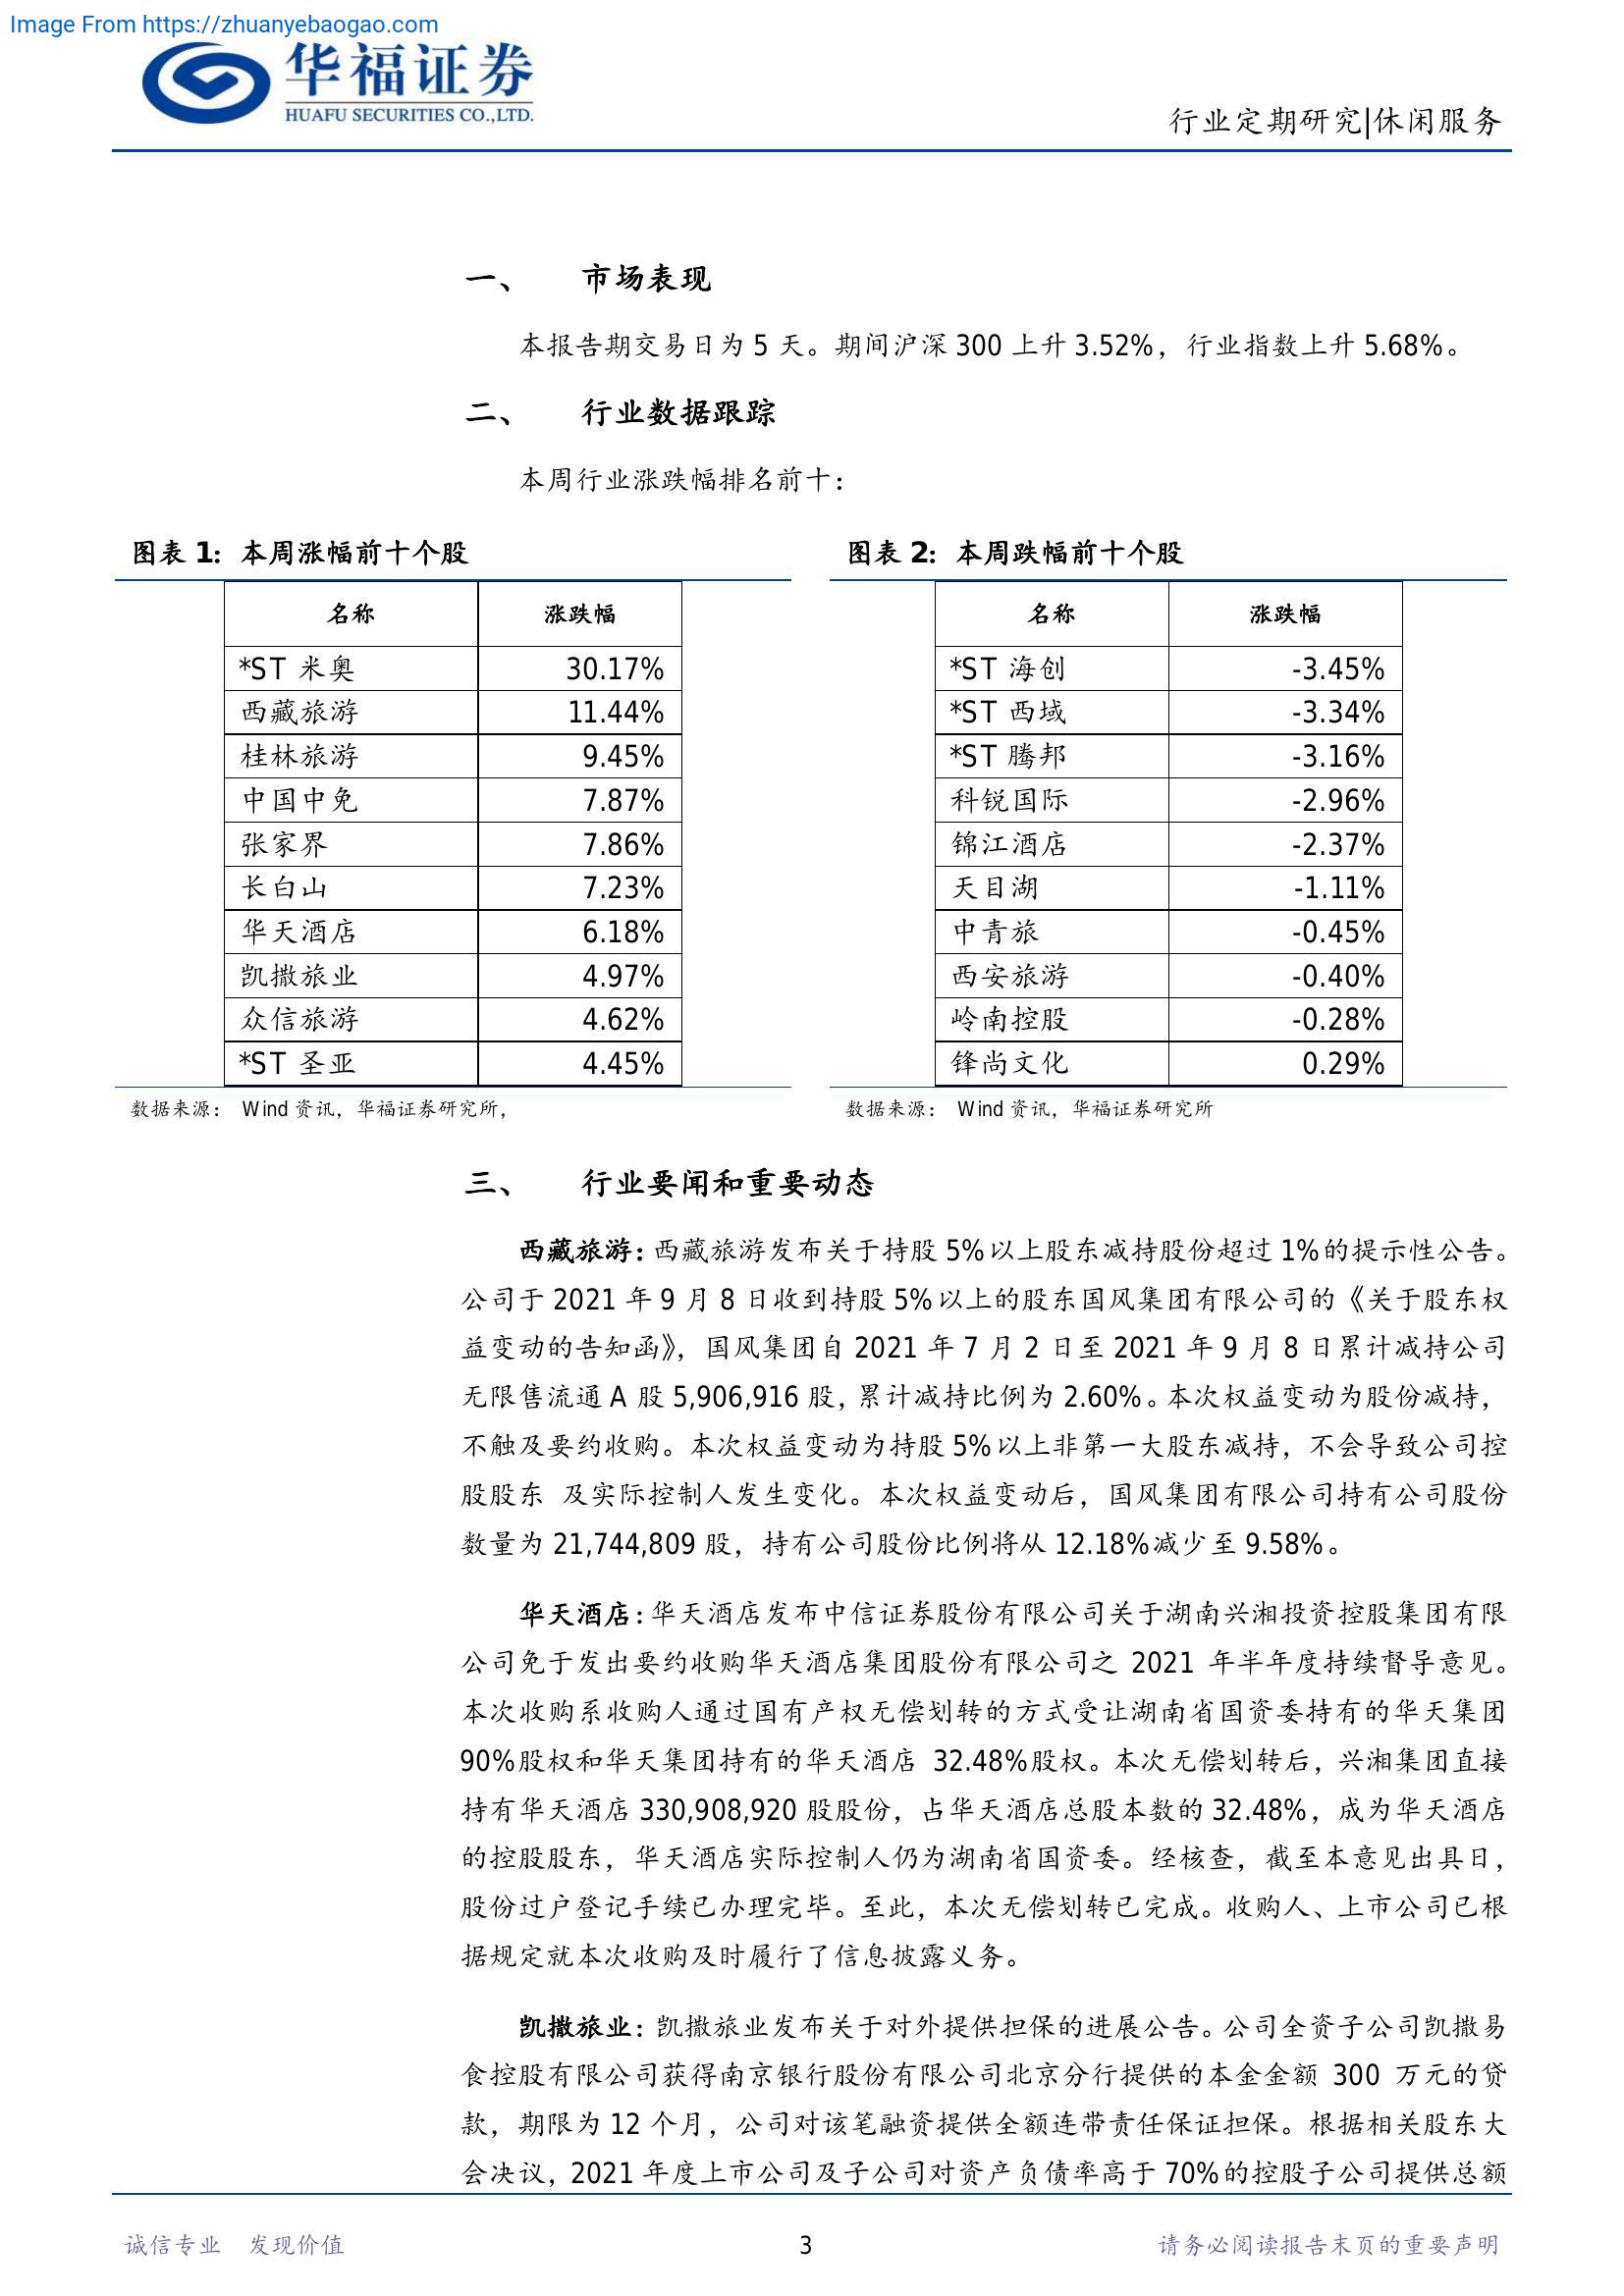 Image From https://zhuanyebaogao.com
华福证券
HUAFU SECURITIES CO.,LTD.
行业定期研究|休闲服务
一、 市场表现
本报告期交易日为 5 天。期间沪深 300 上升 3.52%，行业指数上升 5.68%。
二、 行业数据跟踪
本周行业涨跌幅排名前十：
图表 1：本周涨幅前十个股
名称 涨跌幅
*ST 米奥 30.17%
西藏旅游 11.44%
桂林旅游 9.45%
中国中免 7.87%
张家界 7.86%
长白山 7.23%
华天酒店 6.18%
凯撒旅业 4.97%
众信旅游 4.62%
*ST 圣亚 4.45%
数据来源： Wind 资讯，华福证券研究所，
图表 2：本周跌幅前十个股
名称 涨跌幅
*ST 海创 -3.45%
*ST 西域 -3.34%
*ST 腾邦 -3.16%
科锐国际 -2.96%
锦江酒店 -2.37%
天目湖 -1.11%
中青旅 -0.45%
西安旅游 -0.40%
岭南控股 -0.28%
锋尚文化 0.29%
数据来源： Wind 资讯，华福证券研究所
三、 行业要闻和重要动态
西藏旅游：西藏旅游发布关于持股 5%以上股东减持股份超过 1%的提示性公告。
公司于 2021 年 9 月 8 日收到持股 5%以上的股东国风集团有限公司的《关于股东权
益变动的告知函》，国风集团自 2021 年 7 月 2 日至 2021 年 9 月 8 日累计减持公司
无限售流通 A 股 5,906,916 股，累计减持比例为 2.60%。本次权益变动为股份减持，
不触及要约收购。本次权益变动为持股 5%以上非第一大股东减持，不会导致公司控
股股东 及实际控制人发生变化。本次权益变动后，国风集团有限公司持有公司股份
数量为 21,744,809 股，持有公司股份比例将从 12.18%减少至 9.58%。
华天酒店：华天酒店发布中信证券股份有限公司关于湖南兴湘投资控股集团有限
公司免于发出要约收购华天酒店集团股份有限公司之 2021 年半年度持续督导意见。
本次收购系收购人通过国有产权无偿划转的方式受让湖南省国资委持有的华天集团
90%股权和华天集团持有的华天酒店 32.48%股权。本次无偿划转后，兴湘集团直接
持有华天酒店 330,908,920 股股份，占华天酒店总股本数的 32.48%，成为华天酒店
的控股股东，华天酒店实际控制人仍为湖南省国资委。经核查，截至本意见出具日，
股份过户登记手续已办理完毕。至此，本次无偿划转已完成。收购人、上市公司已根
据规定就本次收购及时履行了信息披露义务。
凯撒旅业：凯撒旅业发布关于对外提供担保的进展公告。公司全资子公司凯撒易
食控股有限公司获得南京银行股份有限公司北京分行提供的本金金额 300 万元的贷
款，期限为 12 个月，公司对该笔融资提供全额连带责任保证担保。根据相关股东大
会决议，2021 年度上市公司及子公司对资产负债率高于 70%的控股子公司提供总额
诚信专业 发现价值
3
请务必阅读报告末页的重要声明